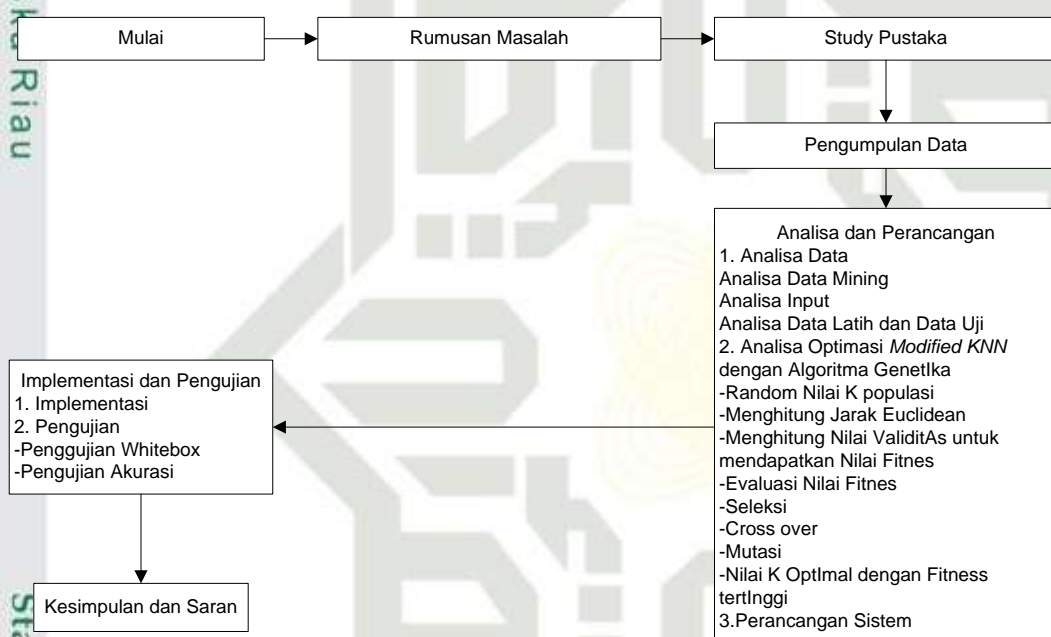 Mulai
Rumusan Masalah
Study Pustaka
Pengumpulan Data
Analisa dan Perancangan
1. Analisa Data
Analisa Data Mining
Analisa Input
Analisa Data Latih dan Data Uji
2. Analisa Optimasi Modified KNN
dengan Algoritma GenetIka
-Random Nilai K populasi
-Menghitung Jarak Euclidean
-Menghitung Nilai ValiditAs untuk
mendapatkan Nilai Fitnes
-Evaluasi Nilai Fitnes
-Seleksi
-Cross over
-Mutasi
-Nilai K OptImal dengan Fitness
tertInggi
3.Perancangan Sistem
Implementasi dan Pengujian
1. Implementasi
2. Pengujian
-Penggujian Whitebox
-Pengujian Akurasi
Kesimpulan dan Saran
Riau